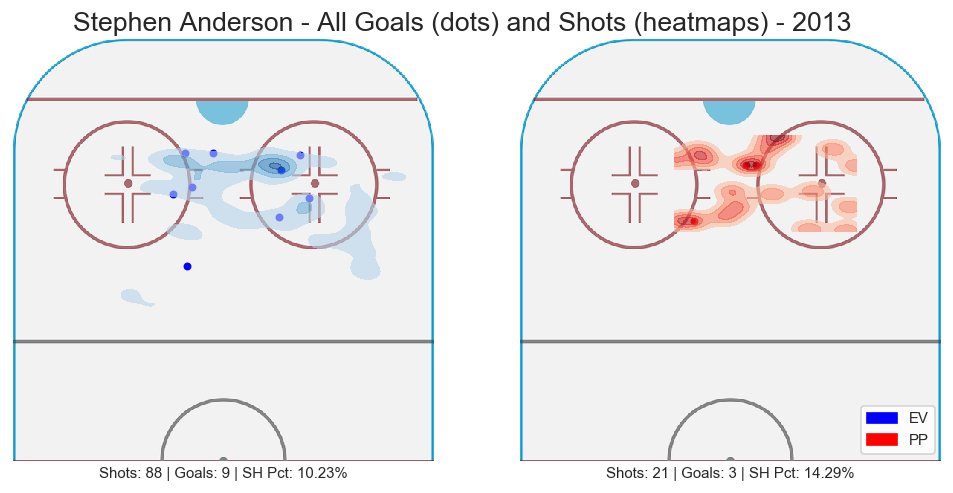 Stephen Anderson - All Goals (dots) and Shots (heatmaps) - 2013
EV
PP
Shots: 88 | Goals: 9 | SH Pct: 10.23%
Shots: 21 | Goals: 3 | SH Pct: 14.29%